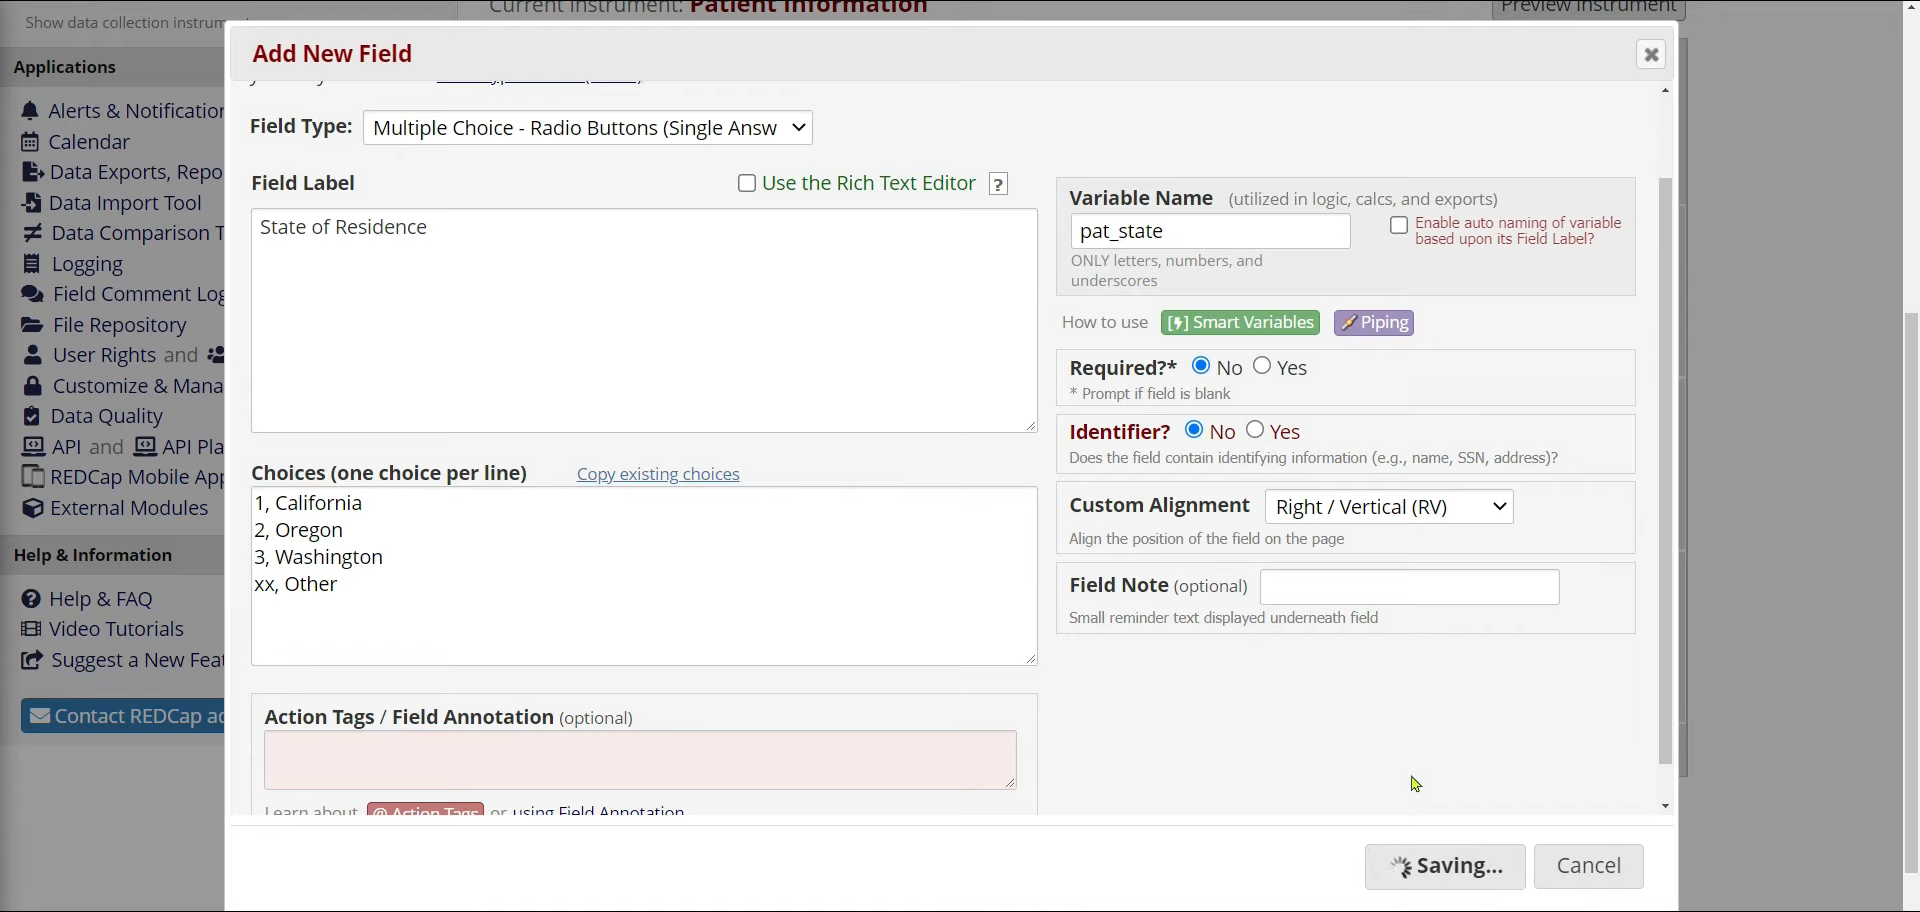 Current Instrument: Patient Information
Preview Instrument
Show data collection instrum
Applications
Alerts & Notification
Calendar
Data Exports, Repo
Data Import Tool
Data Comparison T
Logging
Field Comment Log
File Repository
User Rights and
Customize & Mana
Data Quality
API and API Pla
REDCap Mobile App
External Modules
Help & Information
Help & FAQ
Video Tutorials
Suggest a New Feat
Contact REDCap ad
Add New Field
Field Type: Multiple Choice - Radio Buttons (Single Answ
Field Label
Use the Rich Text Editor ?
State of Residence
Choices (one choice per line) Copy existing choices
1, California
2, Oregon
3, Washington
xx, Other
Action Tags / Field Annotation (optional)
Learn about @ Action Tags or using Field Annotation
Variable Name (utilized in logic, calcs, and exports)
pat_state
Enable auto naming of variable
based upon its Field Label?
ONLY letters, numbers, and
underscores
How to use [ ] Smart Variables Piping
Required?* No Yes
* Prompt if field is blank
Identifier? No Yes
Does the field contain identifying information (e.g., name, SSN, address)?
Custom Alignment Right / Vertical (RV)
Align the position of the field on the page
Field Note (optional)
Small reminder text displayed underneath field
Saving...
Cancel